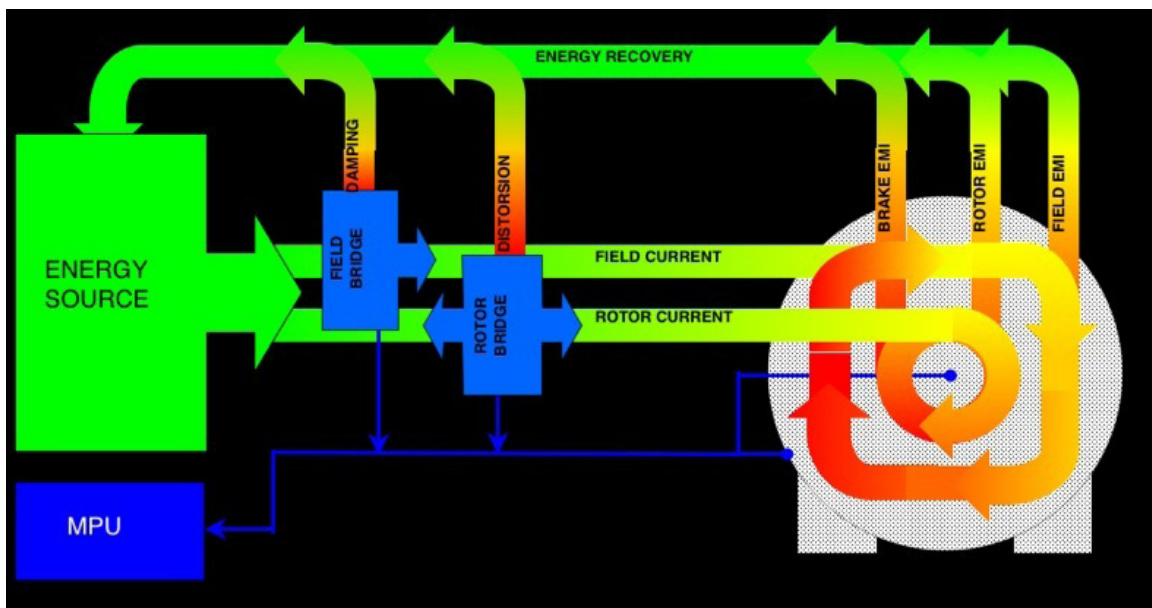 ENERGY RECOVERY
DAMPING
DISTORSION
BRAKE EMI
ROTOR EMI
FIELD EMI
ENERGY
SOURCE
FIELD
BRIDGE
FIELD CURRENT
ROTOR
BRIDGE
ROTOR CURRENT
MPU